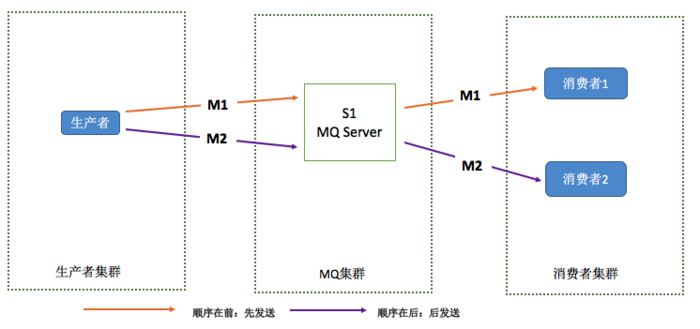 M1
M2
生产者
S1
MQ Server
M1
M2
消费者1
消费者2
生产者集群
MQ集群
消费者集群
顺序在前：先发送
顺序在后：后发送